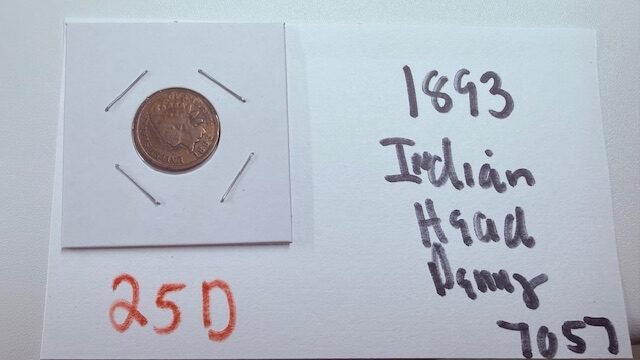 1893
Indian
Head
Penny
7057
25D